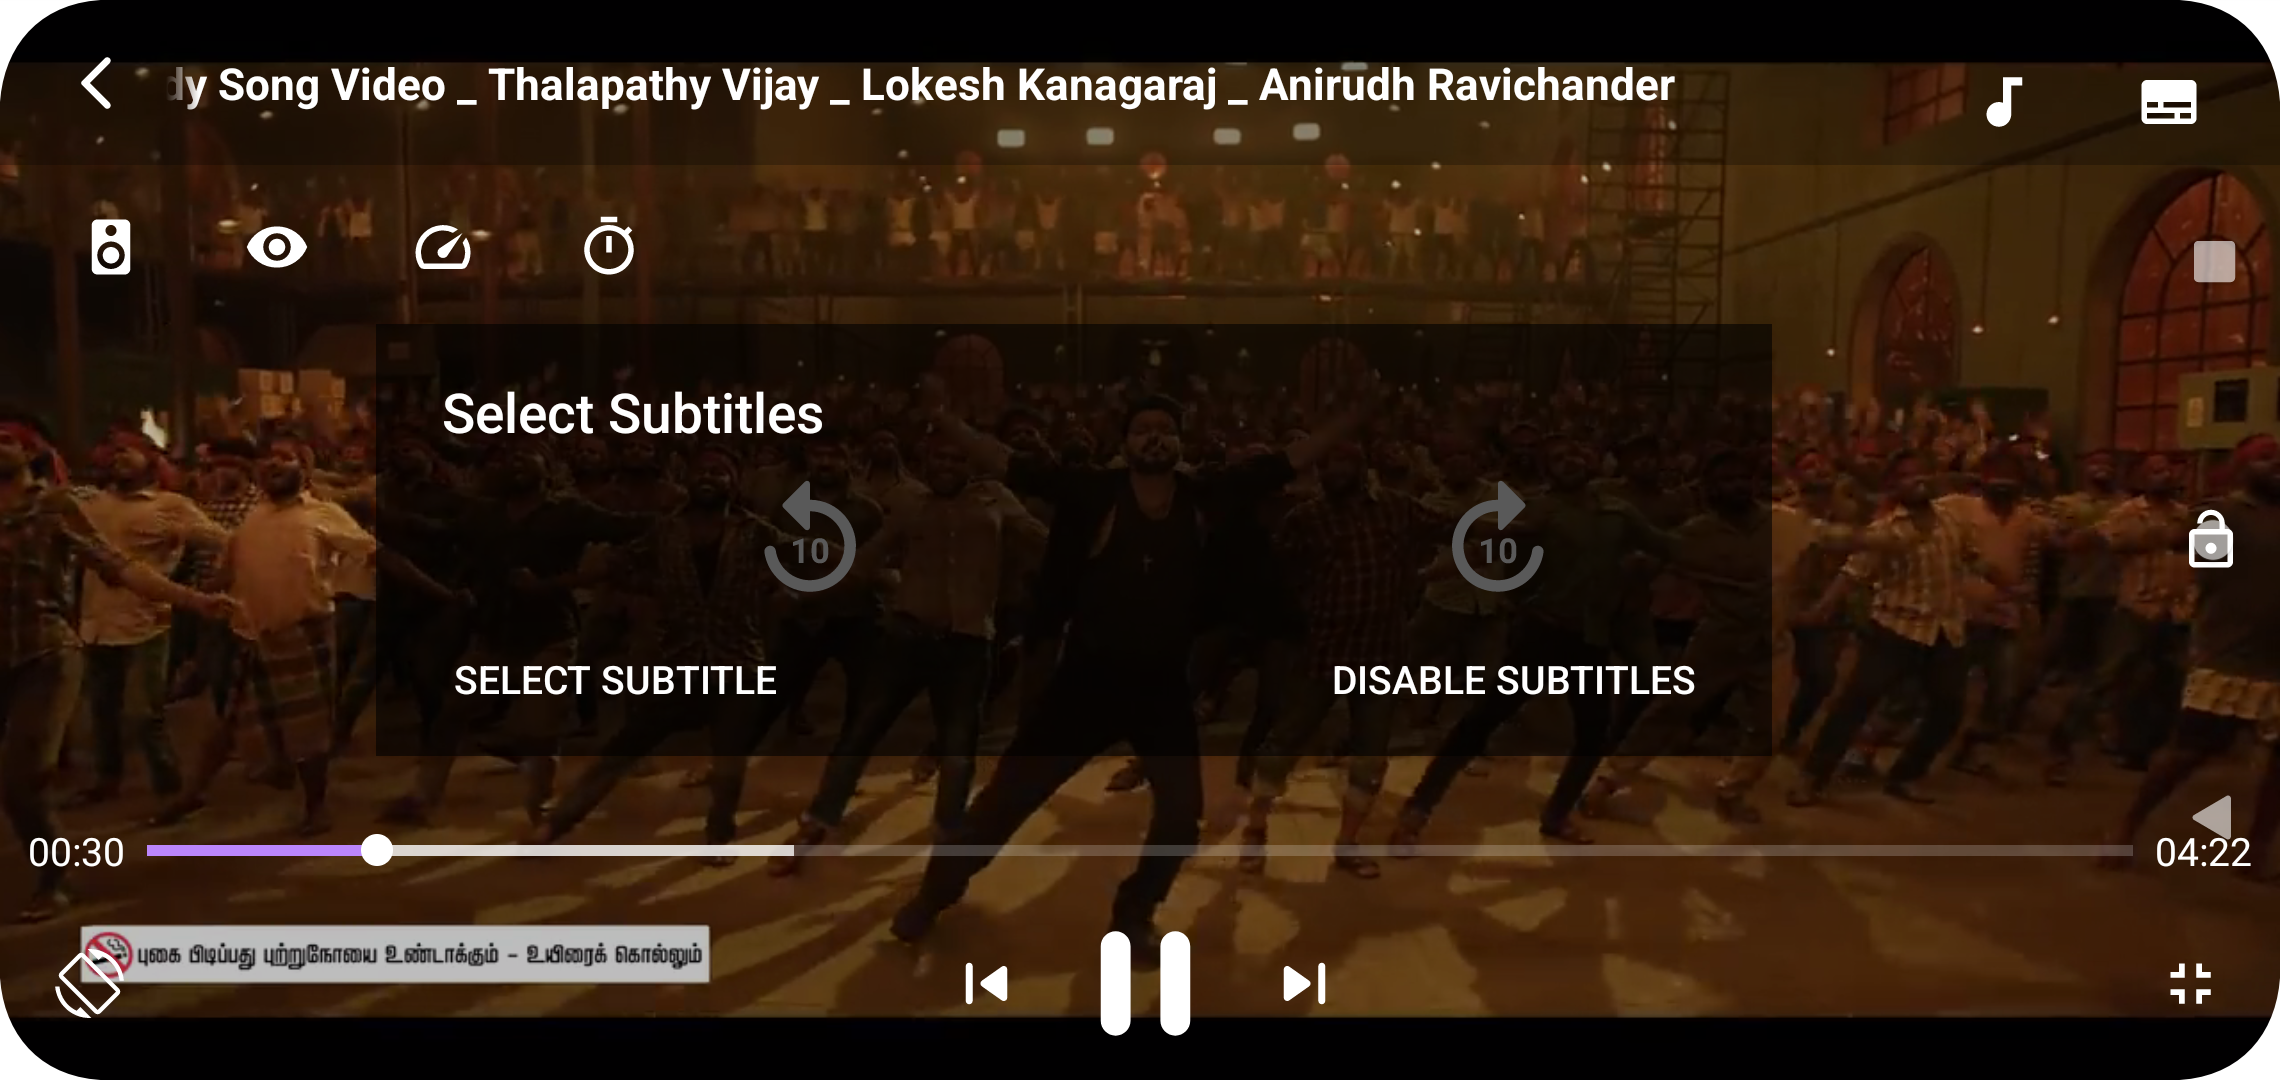 dy Song Video _ Thalapathy Vijay _ Lokesh Kanagaraj _ Anirudh Ravichander
Select Subtitles
10
10
SELECT SUBTITLE
DISABLE SUBTITLES
00:30
04:22
புகை பிடிப்பது புற்றுநோயை உண்டாக்கும் – உயிரைக் கொல்லும்